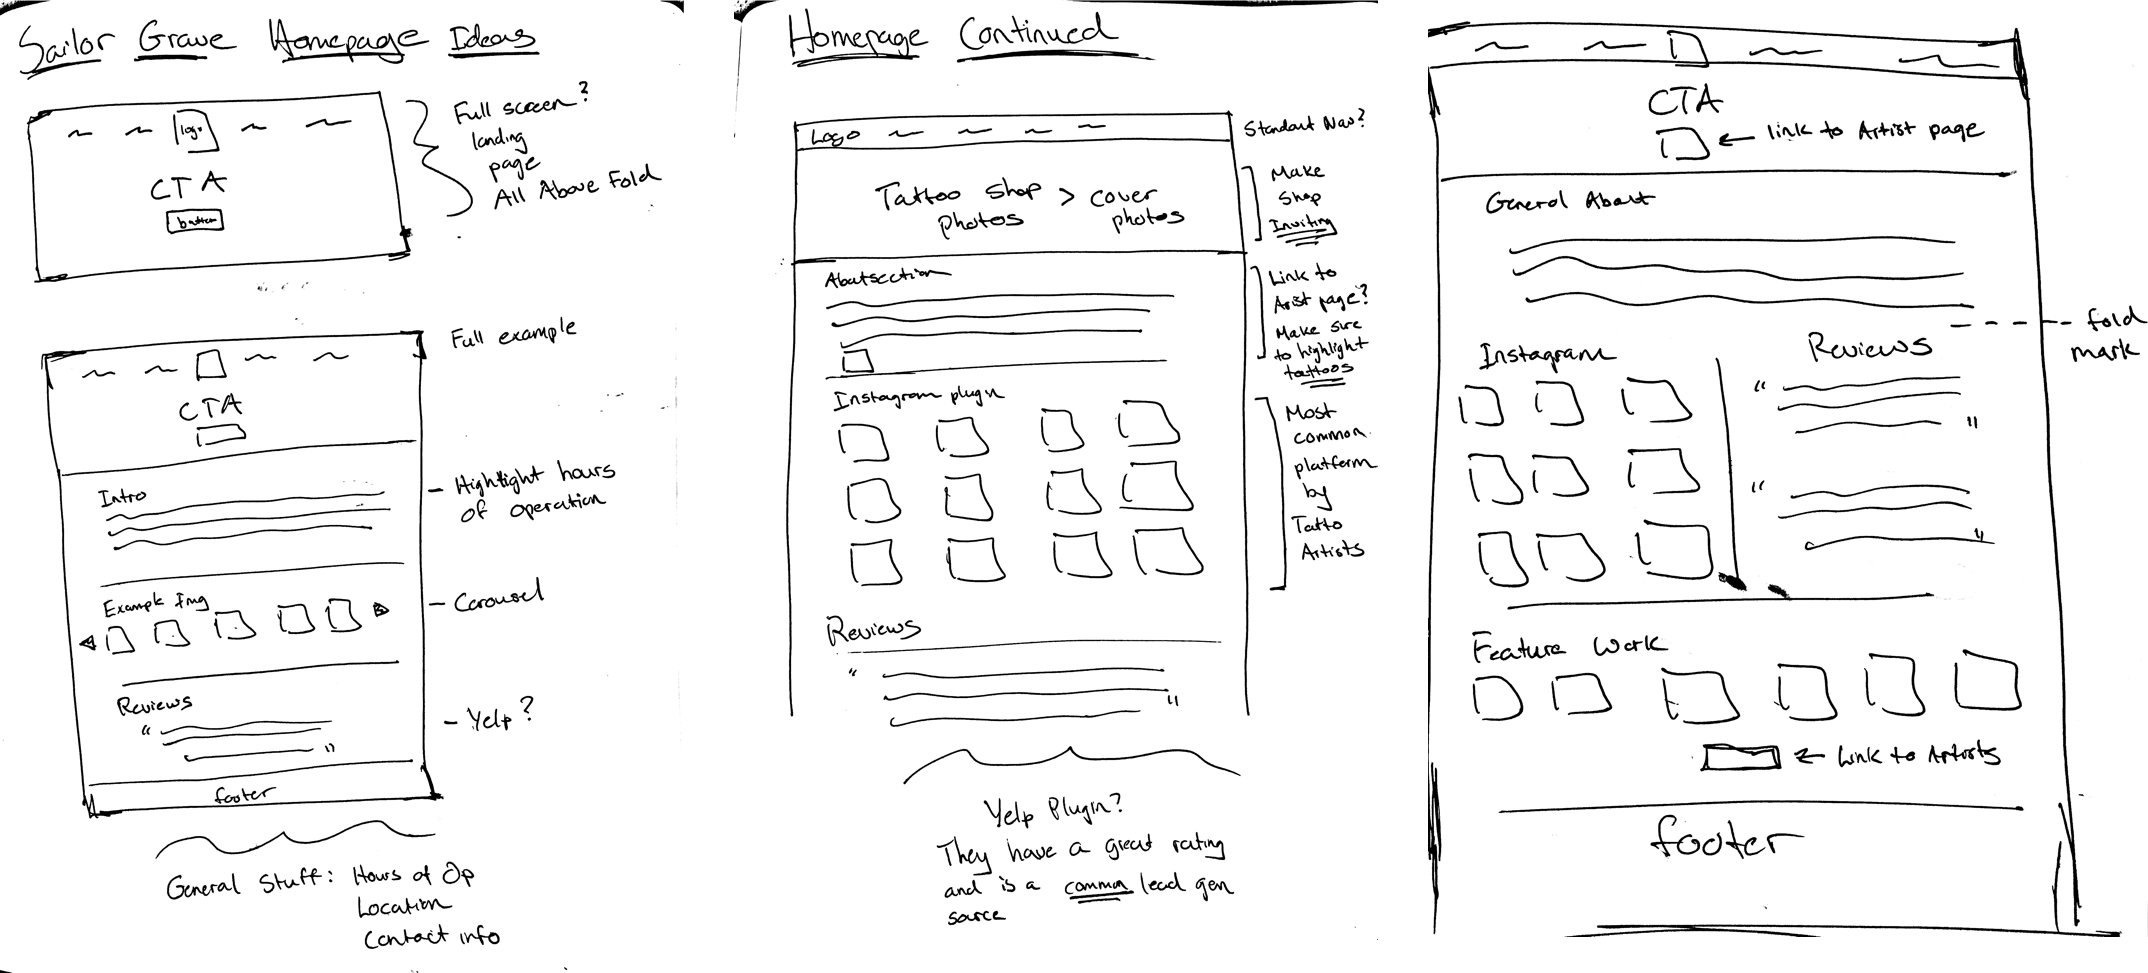 Sailor Grave Homepage Ideas
logo
CTA
button
Full screen?
landing
page
All Above Fold
Full example
CTA
Intro
- Highlight hours
of operation
Example Img
- Carousel
Reviews
"
"
- Yelp?
footer
General Stuff: Hours of Op
Location
Contact info
Homepage Continued
Logo
Standout Nav?
Tattoo Shop > cover
photos photos
Make
Shop
Inviting
About section
Link to
Arist page?
Make sure
to highlight
tattoos
Instagram plugin
Most
common
platform
by
Tatto
Artists
Reviews
"
"
Yelp Plugin?
They have a great rating
and is a common lead gen
source
CTA
← link to Artist page
General About
- - - fold
mark
Instagram
Reviews
"
"
"
"
Feature Work
← Link to Artists
footer